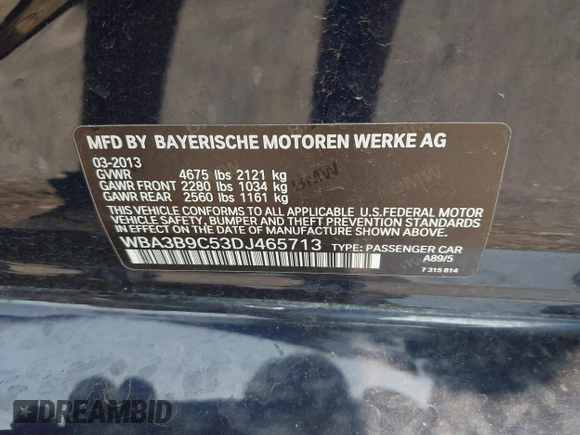 MFD BY BAYERISCHE MOTOREN WERKE AG
03-2013
GVWR 4675 lbs 2121 kg
GAWR FRONT 2280 lbs 1034 kg
GAWR REAR 2560 lbs 1161 kg
THIS VEHICLE CONFORMS TO ALL APPLICABLE U.S.FEDERAL MOTOR
VEHICLE SAFETY, BUMPER, AND THEFT PREVENTION STANDARDS
IN EFFECT ON THE DATE OF MANUFACTURE SHOWN ABOVE.
WBA3B9C53DJ465713 TYPE: PASSENGER CAR
A89/5
7 315 814
DREAMBID